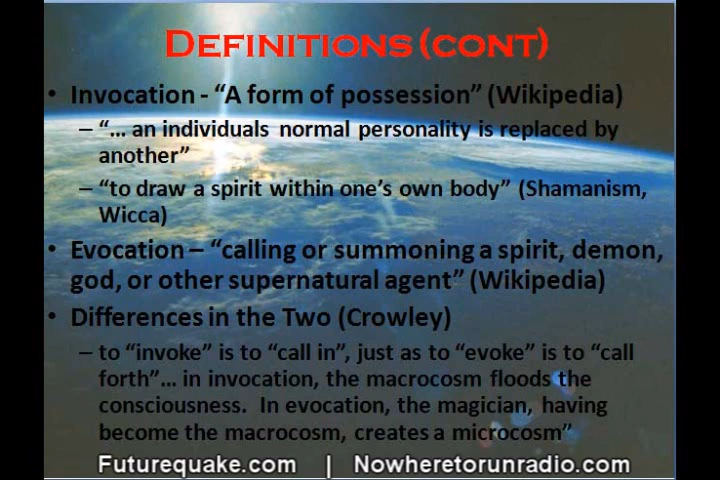 DEFINITIONS (CONT)
• Invocation - “A form of possession” (Wikipedia)
– “… an individuals normal personality is replaced by
another”
– “to draw a spirit within one’s own body” (Shamanism,
Wicca)
• Evocation – “calling or summoning a spirit, demon,
god, or other supernatural agent” (Wikipedia)
• Differences in the Two (Crowley)
– to “invoke” is to “call in”, just as to “evoke” is to “call
forth”… in invocation, the macrocosm floods the
consciousness. In evocation, the magician, having
become the macrocosm, creates a microcosm”
Futurequake.com | Nowheretorunradio.com